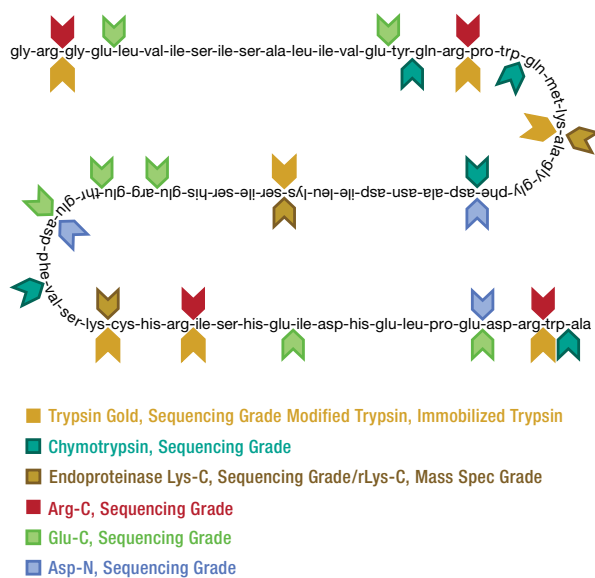 gly-arg-gly-glu-leu-val-ile-ser-ile-ser-ala-leu-ile-val-glu-tyr-gln-arg-pro-trp-gln-met-lys-ala-gly-gly-
phe-asp-ala-asn-asp-ile-leu-lys-ser-ile-ser-his-glu-arg-glu-thr-glu-asp-phe-val-
ser-lys-cys-his-arg-ile-ser-his-glu-ile-asp-his-glu-leu-pro-glu-asp-arg-trp-ala
Trypsin Gold, Sequencing Grade Modified Trypsin, Immobilized Trypsin
Chymotrypsin, Sequencing Grade
Endoproteinase Lys-C, Sequencing Grade/rLys-C, Mass Spec Grade
Arg-C, Sequencing Grade
Glu-C, Sequencing Grade
Asp-N, Sequencing Grade